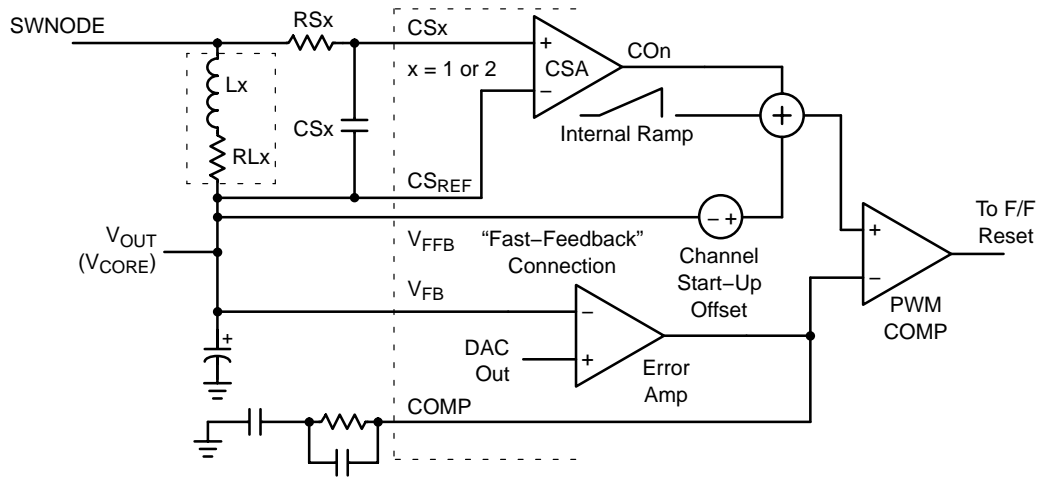 SWNODE
RSx
CSx
COn
x = 1 or 2
+
CSA
−
Lx
CSx
+
Internal Ramp
RLx
CSREF
− +
To F/F
Reset
VOUT
(VCORE)
VFFB
"Fast−Feedback"
Connection
Channel
Start−Up
Offset
+
−
PWM
COMP
VFB
−
+
DAC
Out
+
Error
Amp
COMP